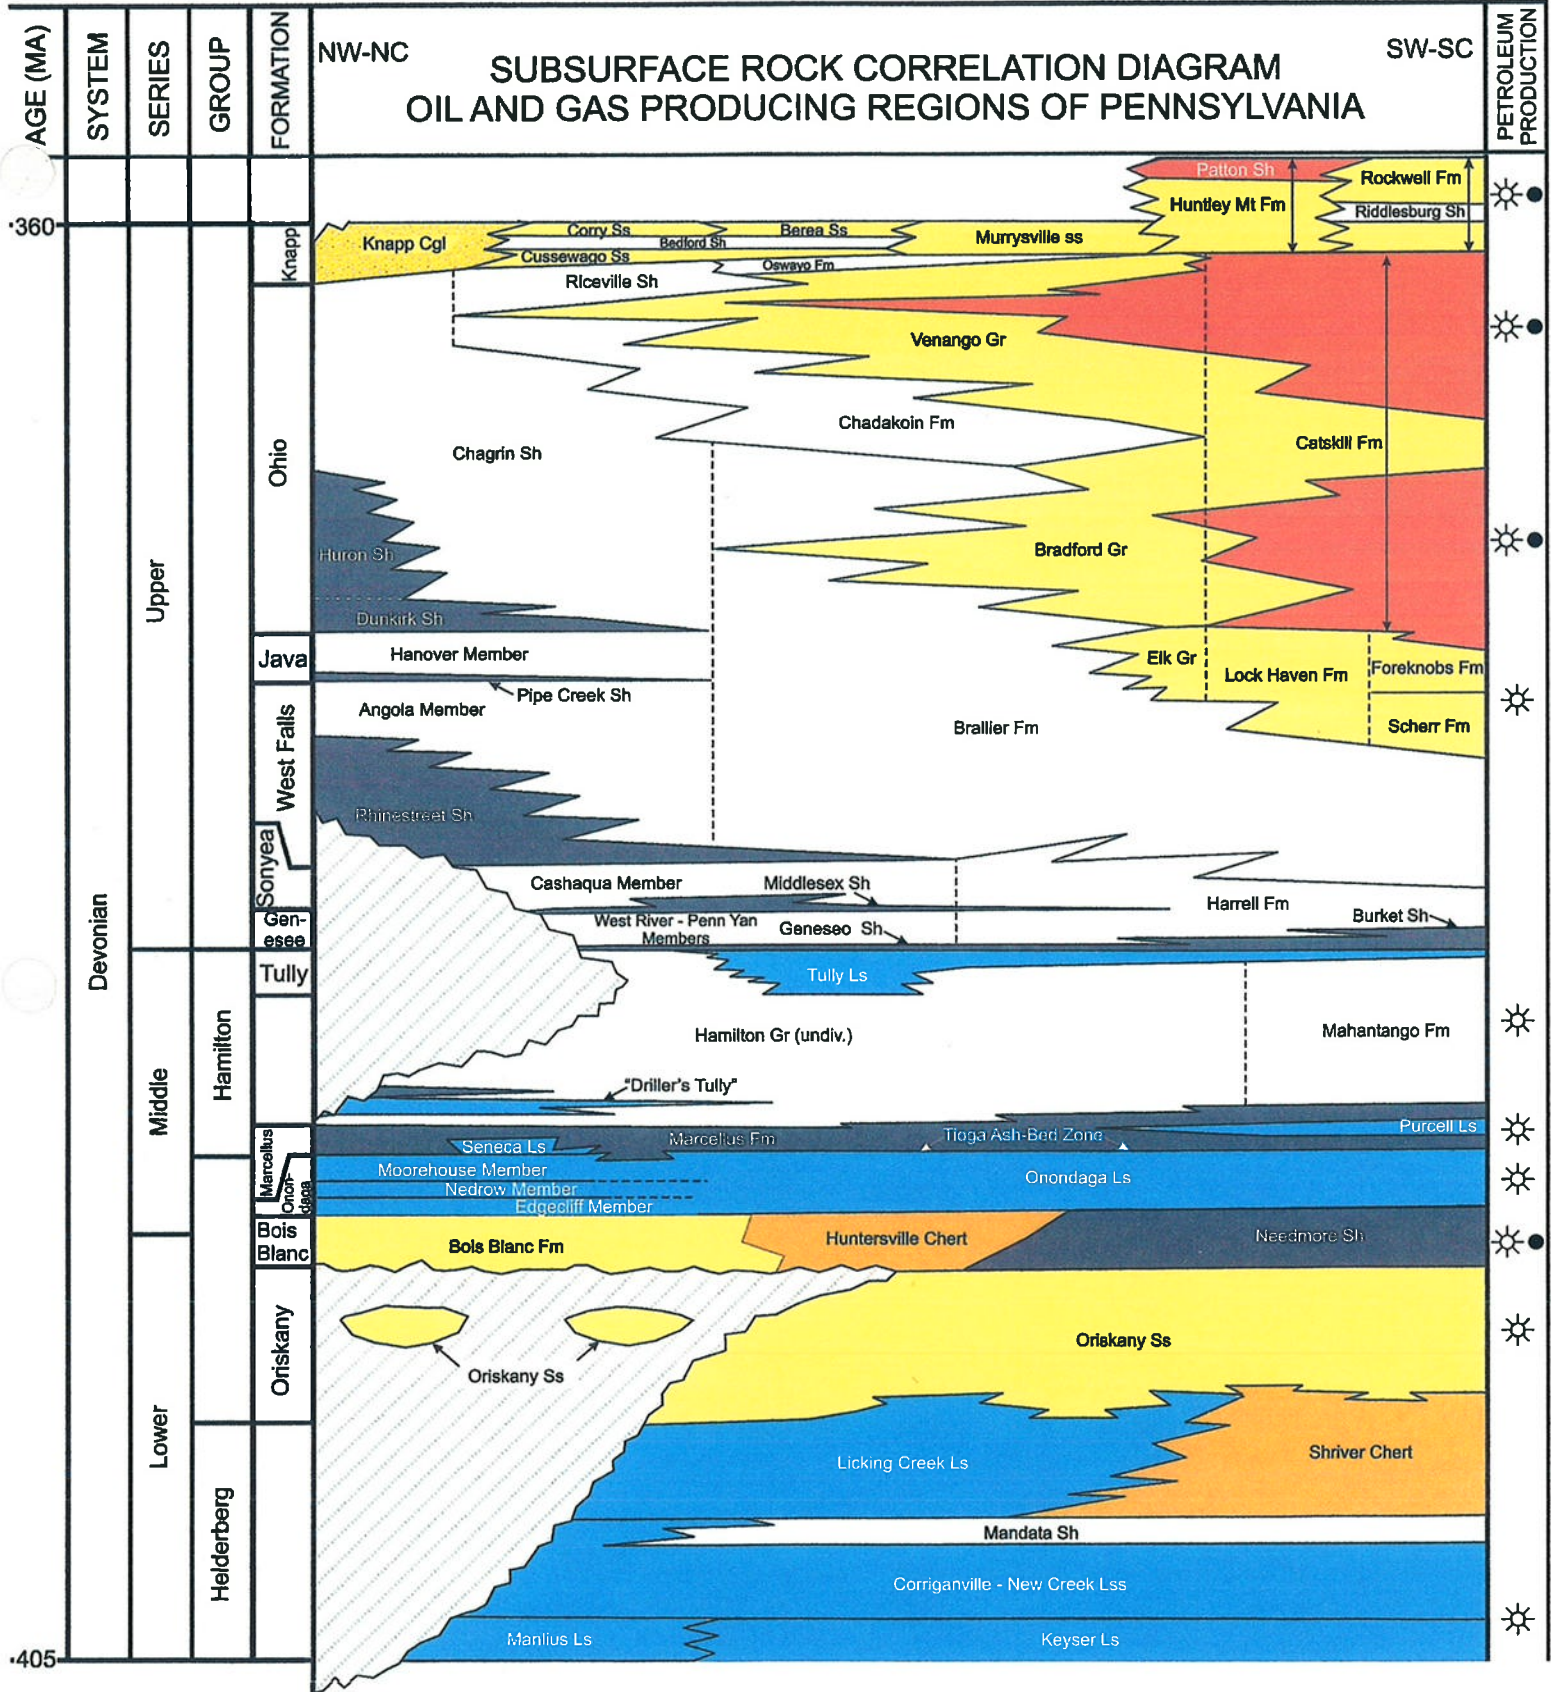 AGE (MA)
SYSTEM
SERIES
GROUP
FORMATION
NW-NC
SUBSURFACE ROCK CORRELATION DIAGRAM
OIL AND GAS PRODUCING REGIONS OF PENNSYLVANIA
SW-SC
PETROLEUM
PRODUCTION
Patton Sh
Rockwell Fm
Huntley Mt Fm
Riddlesburg Sh
360
Knapp
Knapp Cgl
Corry Ss
Berea Ss
Bedford Sh
Murrysville ss
Cussewago Ss
Oswayo Fm
Riceville Sh
Venango Gr
Chadakoin Fm
Catskill Fm
Ohio
Chagrin Sh
Huron Sh
Bradford Gr
Dunkirk Sh
Upper
Java
Hanover Member
Elk Gr
Lock Haven Fm
Foreknobs Fm
Pipe Creek Sh
Angola Member
West Falls
Brallier Fm
Scherr Fm
Rhinestreet Sh
Sonyea
Cashaqua Member
Middlesex Sh
Harrell Fm
Burket Sh
Gen-
esee
West River - Penn Yan
Members
Geneseo Sh
Devonian
Tully
Tully Ls
Hamilton
Hamilton Gr (undiv.)
Mahantango Fm
Middle
"Driller's Tully"
Marcellus
Marcellus Fm
Seneca Ls
Tioga Ash-Bed Zone
Purcell Ls
Onon-
daga
Moorehouse Member
Nedrow Member
Edgecliff Member
Onondaga Ls
Bois
Blanc
Bois Blanc Fm
Huntersville Chert
Needmore Sh
Oriskany
Oriskany Ss
Oriskany Ss
Lower
Licking Creek Ls
Shriver Chert
Helderberg
Mandata Sh
Corriganville - New Creek Lss
Manlius Ls
Keyser Ls
405